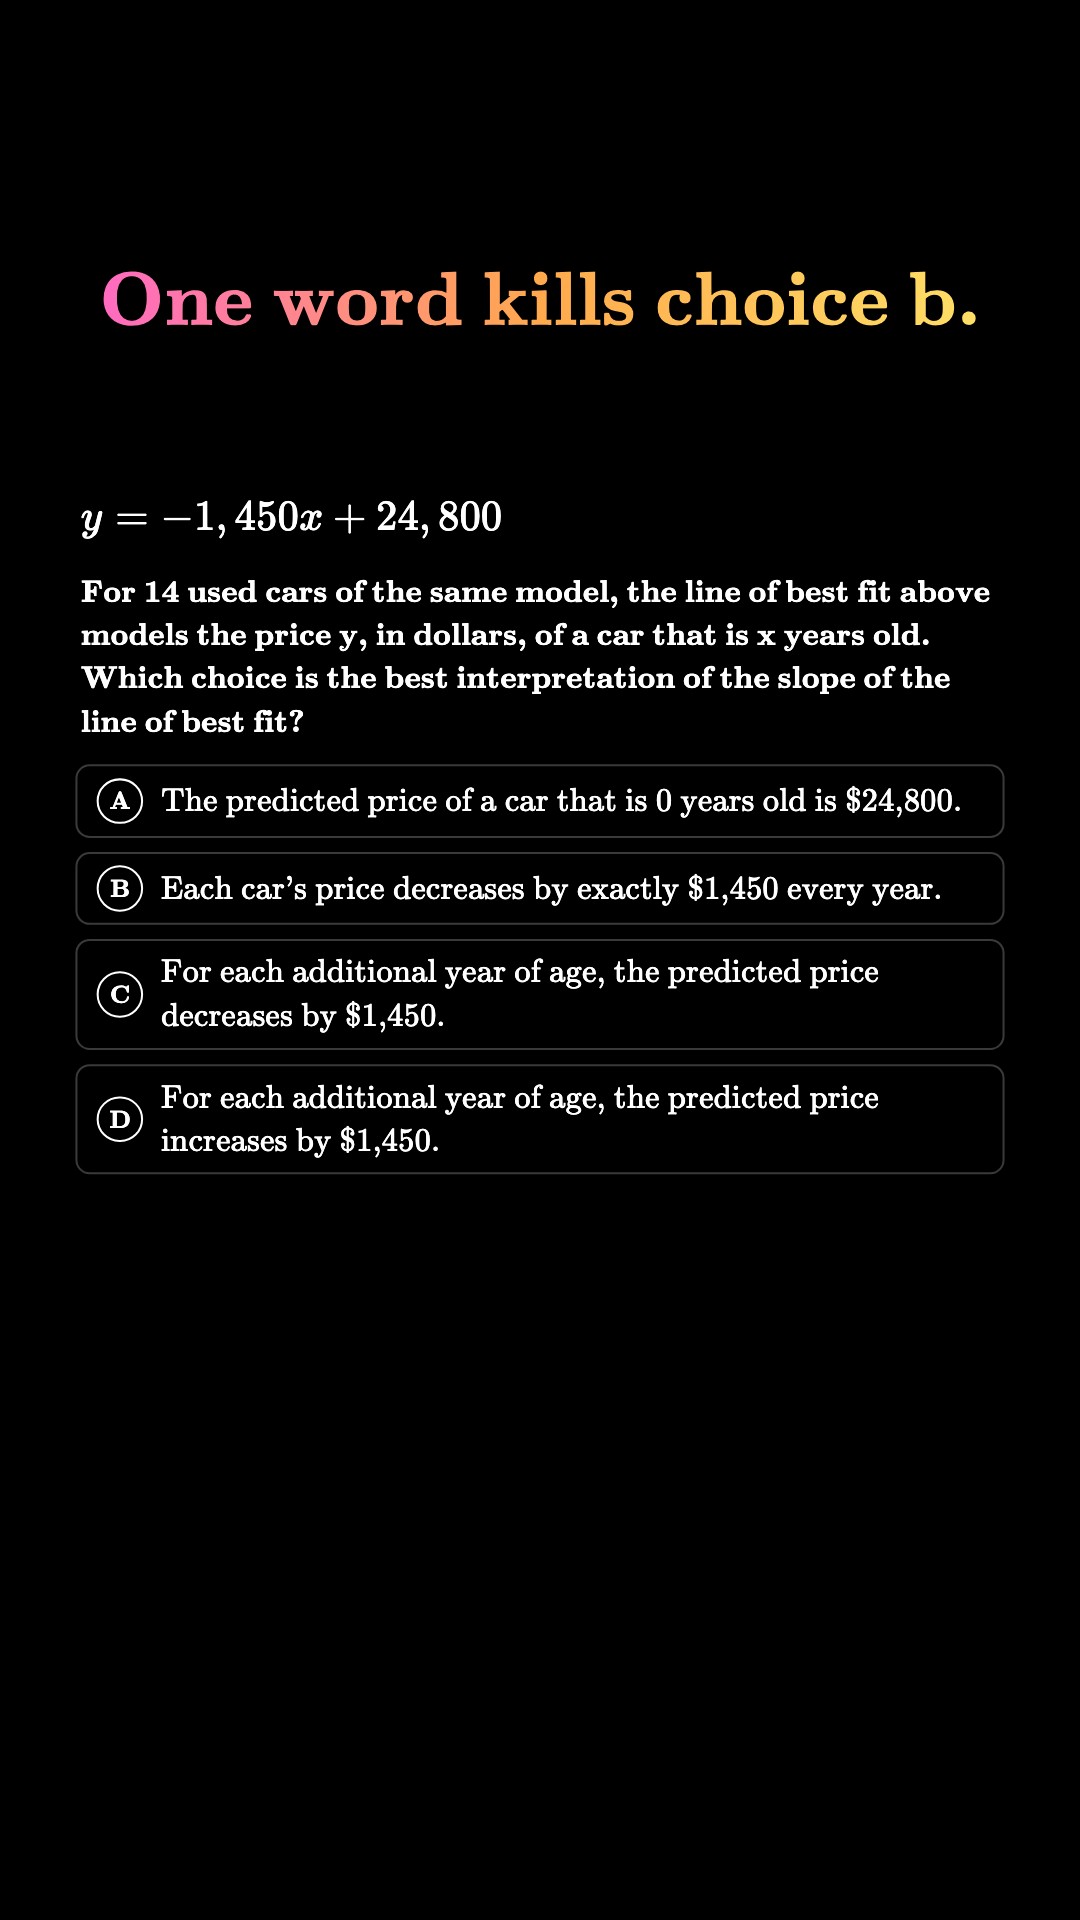 One word kills choice b.
y = −1,450x + 24,800
For 14 used cars of the same model, the line of best fit above
models the price y, in dollars, of a car that is x years old.
Which choice is the best interpretation of the slope of the
line of best fit?
A The predicted price of a car that is 0 years old is $24,800.
B Each car’s price decreases by exactly $1,450 every year.
C For each additional year of age, the predicted price
decreases by $1,450.
D For each additional year of age, the predicted price
increases by $1,450.